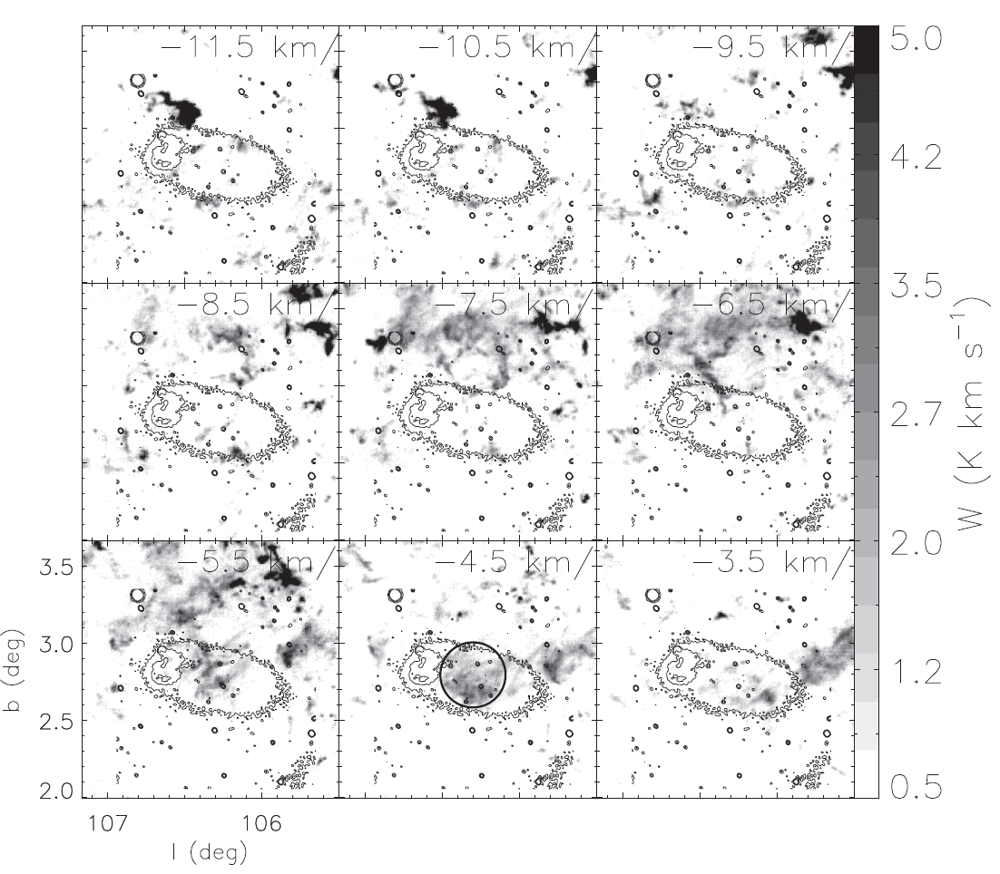 -11.5 km/
-10.5 km/
-9.5 km/
-8.5 km/
-7.5 km/
-6.5 km/
-5.5 km/
-4.5 km/
-3.5 km/
5.0
4.2
3.5
2.7
2.0
1.2
0.5
W (K km s⁻¹)
3.5
3.0
2.5
2.0
b (deg)
107 106
l (deg)